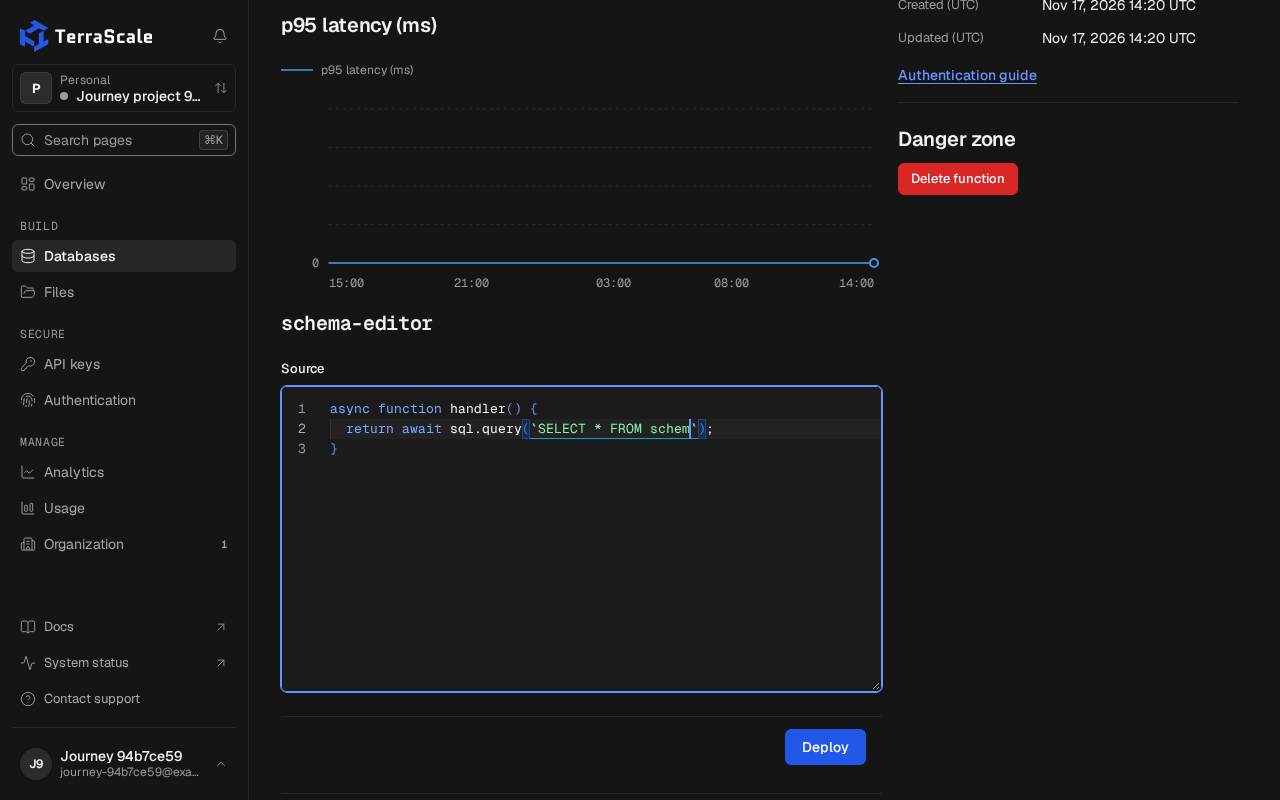 TerraScale
P
Personal
Journey project 9…
Search pages
⌘K
Overview
BUILD
Databases
Files
SECURE
API keys
Authentication
MANAGE
Analytics
Usage
Organization
1
Docs
System status
Contact support
J9
Journey 94b7ce59
journey-94b7ce59@exa…
p95 latency (ms)
p95 latency (ms)
0
15:00 21:00 03:00 08:00 14:00
schema-editor
Source
1 async function handler() {
2 return await sql.query(`SELECT * FROM schem`);
3 }
Deploy
Created (UTC) Nov 17, 2026 14:20 UTC
Updated (UTC) Nov 17, 2026 14:20 UTC
Authentication guide
Danger zone
Delete function